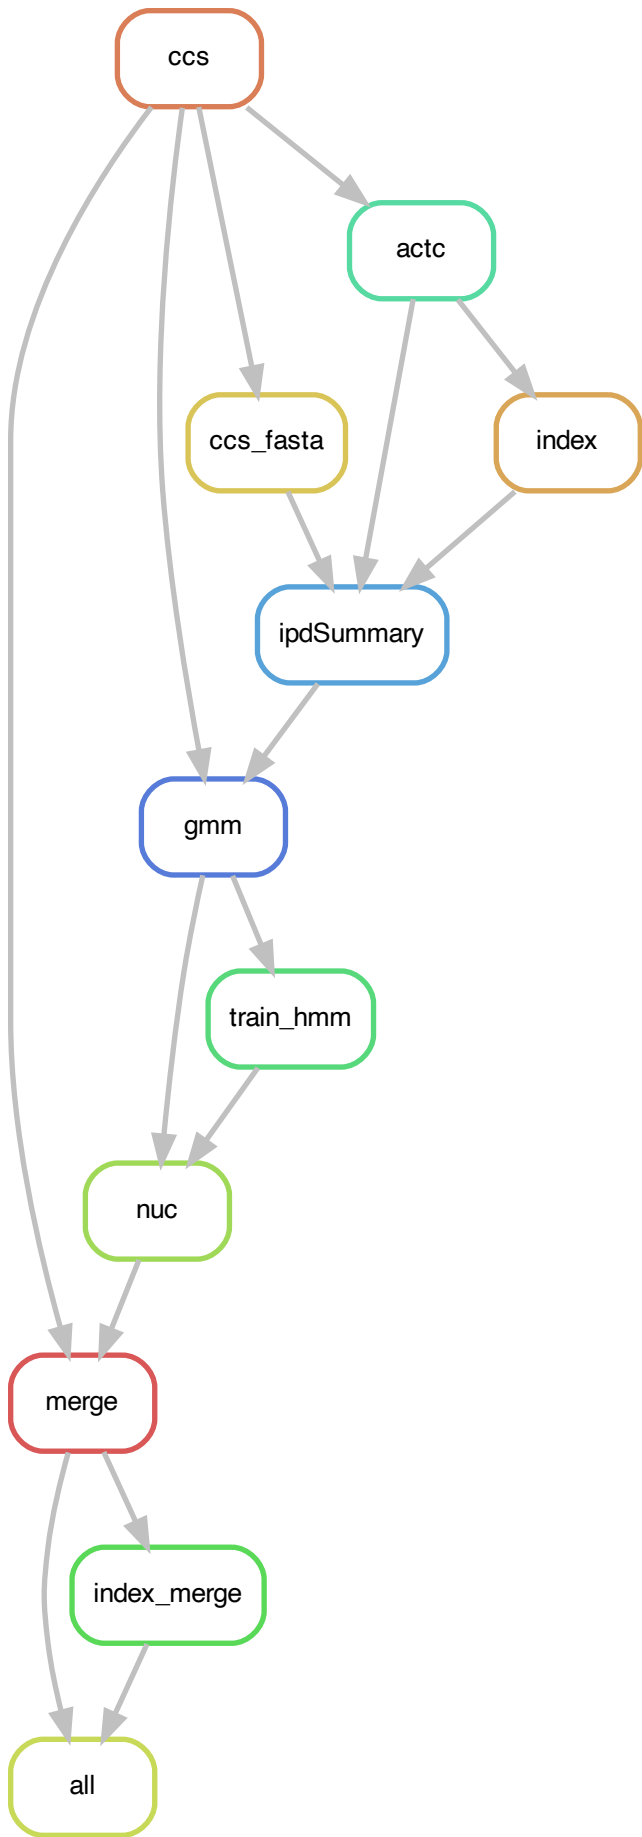 ccs
actc
ccs_fasta
index
ipdSummary
gmm
train_hmm
nuc
merge
index_merge
all